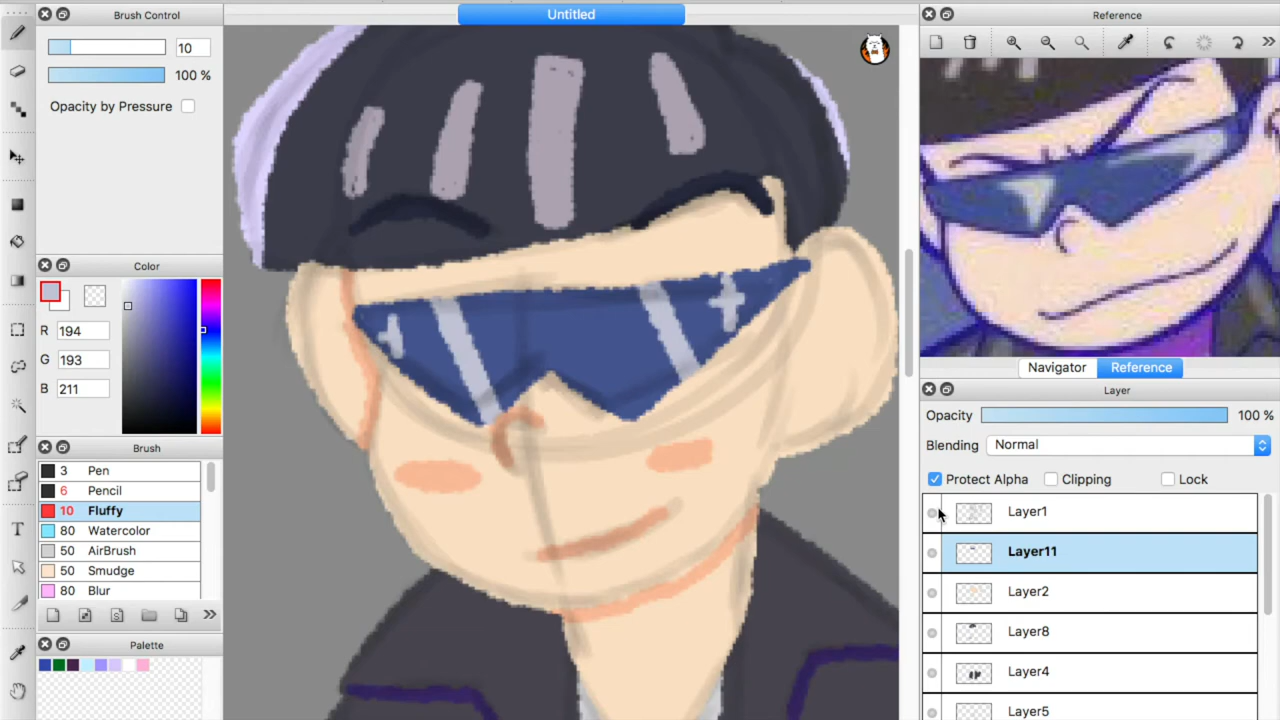 Brush Control
10
100 %
Opacity by Pressure
Color
R 194
G 193
B 211
Brush
3 Pen
6 Pencil
10 Fluffy
80 Watercolor
50 AirBrush
50 Smudge
80 Blur
Palette
T
Untitled
Reference
Navigator
Reference
Layer
Opacity 100 %
Blending Normal
Protect Alpha Clipping Lock
Layer1
Layer11
Layer2
Layer8
Layer4
Layer5